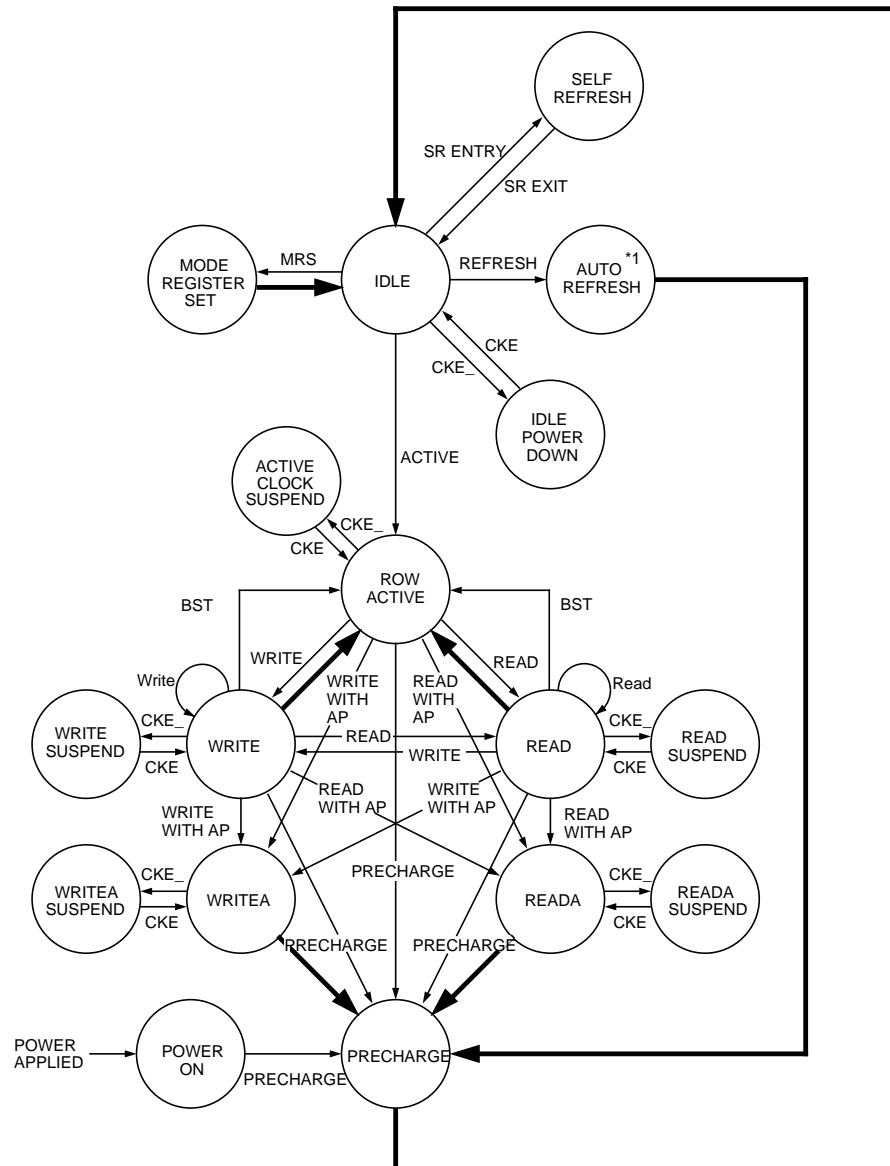 SELF
REFRESH
SR ENTRY
SR EXIT
MODE
REGISTER
SET
MRS
IDLE
REFRESH
AUTO *1
REFRESH
CKE
CKE_
IDLE
POWER
DOWN
ACTIVE
ACTIVE
CLOCK
SUSPEND
CKE_
CKE
ROW
ACTIVE
BST
BST
WRITE
READ
WRITE
WITH
AP
READ
WITH
AP
Write
Read
WRITE
SUSPEND
CKE_
CKE
WRITE
READ
WRITE
READ
CKE_
CKE
READ
SUSPEND
WRITE
WITH AP
READ
WITH AP
WRITE
WITH AP
READ
WITH AP
WRITEA
SUSPEND
CKE_
CKE
WRITEA
PRECHARGE
READA
CKE_
CKE
READA
SUSPEND
PRECHARGE
PRECHARGE
POWER
APPLIED
POWER
ON
PRECHARGE
PRECHARGE